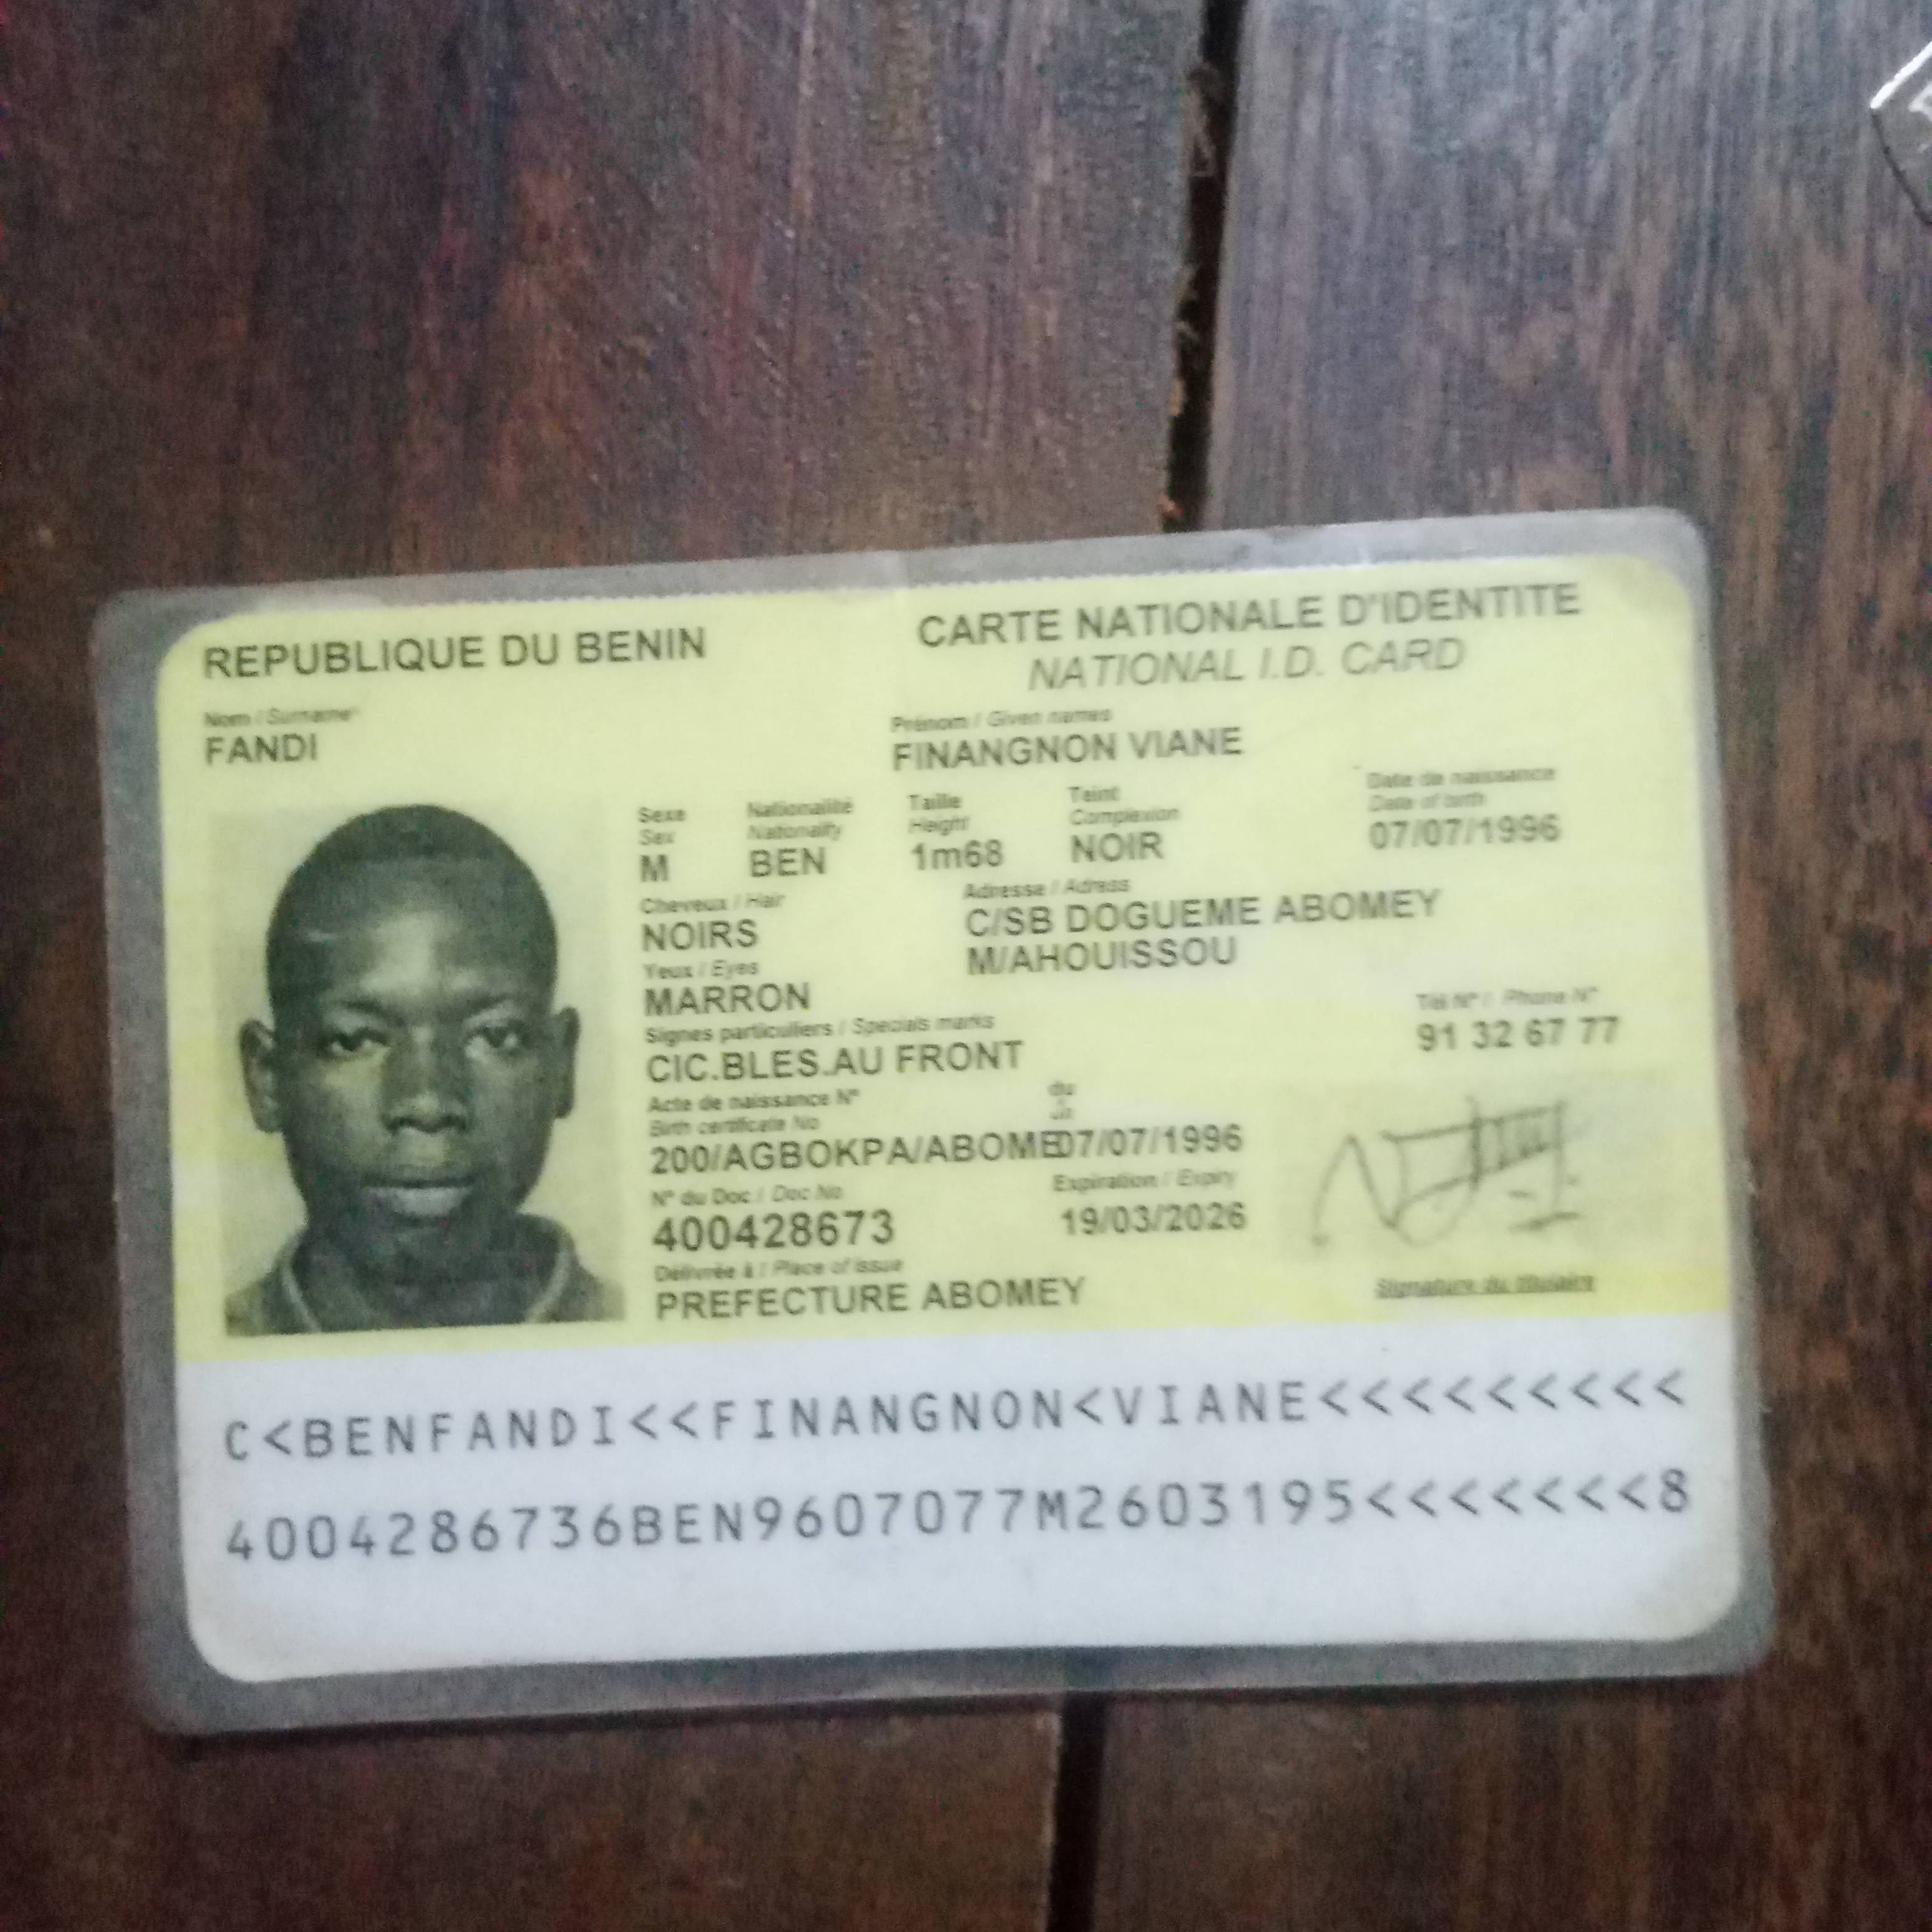 REPUBLIQUE DU BENIN
CARTE NATIONALE D'IDENTITE
NATIONAL I.D. CARD
Nom / Surname
FANDI
Prénom / Given names
FINANGNON VIANE
Sexe
Sex
M
Nationalité
Nationality
BEN
Taille
Height
1m68
Teint
Complexion
NOIR
Date de naissance
Date of birth
07/07/1996
Cheveux / Hair
NOIRS
Adresse / Adress
C/SB DOGUEME ABOMEY
M/AHOUISSOU
Yeux / Eyes
MARRON
Signes particuliers / Specials marks
CIC.BLES.AU FRONT
Tél N° / Phone N°
91 32 67 77
Acte de naissance N°
Birth certificate No
200/AGBOKPA/ABOME
du
07/07/1996
N° du Doc / Doc No
400428673
Expiration / Expiry
19/03/2026
Délivrée à / Place of issue
PREFECTURE ABOMEY
Signature du titulaire
C<BENFANDI<<FINANGNON<VIANE<<<<<<<<<
4004286736BEN9607077M2603195<<<<<<<8